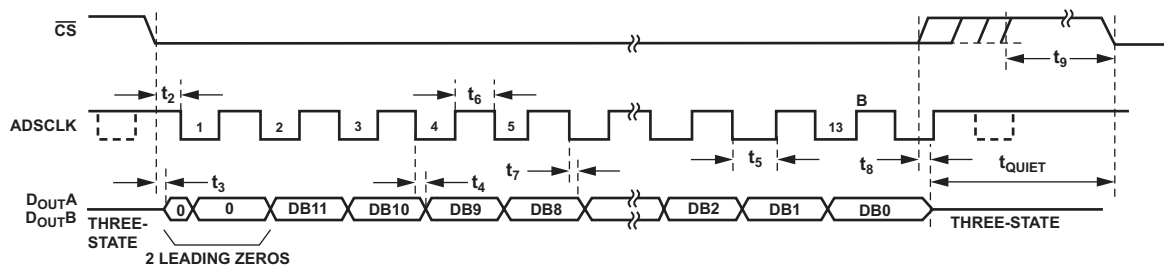 CS
t9
t2
t6
B
ADSCLK
1
2
3
4
5
13
t5
t8
tQUIET
t7
t3
t4
DOUTA
DOUTB
0
0
DB11
DB10
DB9
DB8
DB2
DB1
DB0
THREE-
STATE
THREE-STATE
2 LEADING ZEROS